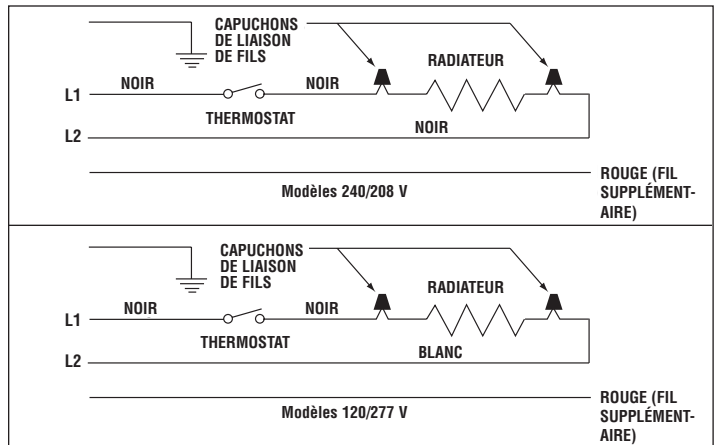 CAPUCHONS
DE LIAISON
DE FILS
RADIATEUR
NOIR
NOIR
L1
THERMOSTAT
NOIR
L2
ROUGE (FIL
SUPPLÉMENT-
AIRE)
Modèles 240/208 V
CAPUCHONS
DE LIAISON
DE FILS
RADIATEUR
NOIR
NOIR
L1
THERMOSTAT
BLANC
L2
ROUGE (FIL
SUPPLÉMENT-
AIRE)
Modèles 120/277 V